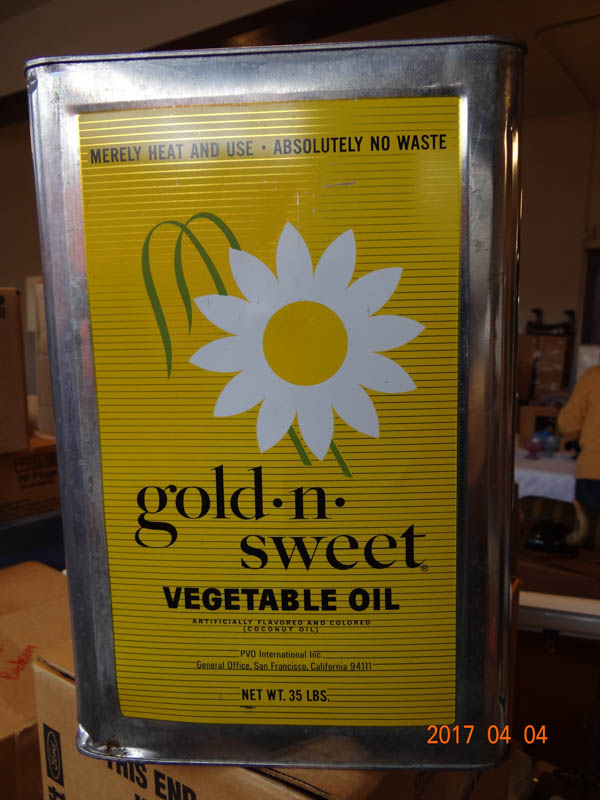 MERELY HEAT AND USE • ABSOLUTELY NO WASTE
gold·n·
sweet®
VEGETABLE OIL
ARTIFICIALLY FLAVORED AND COLORED
(COCONUT OIL)
PVO International Inc
General Office, San Francisco, California 94111
NET WT. 35 LBS.
2017 04 04
Ford
THIS END